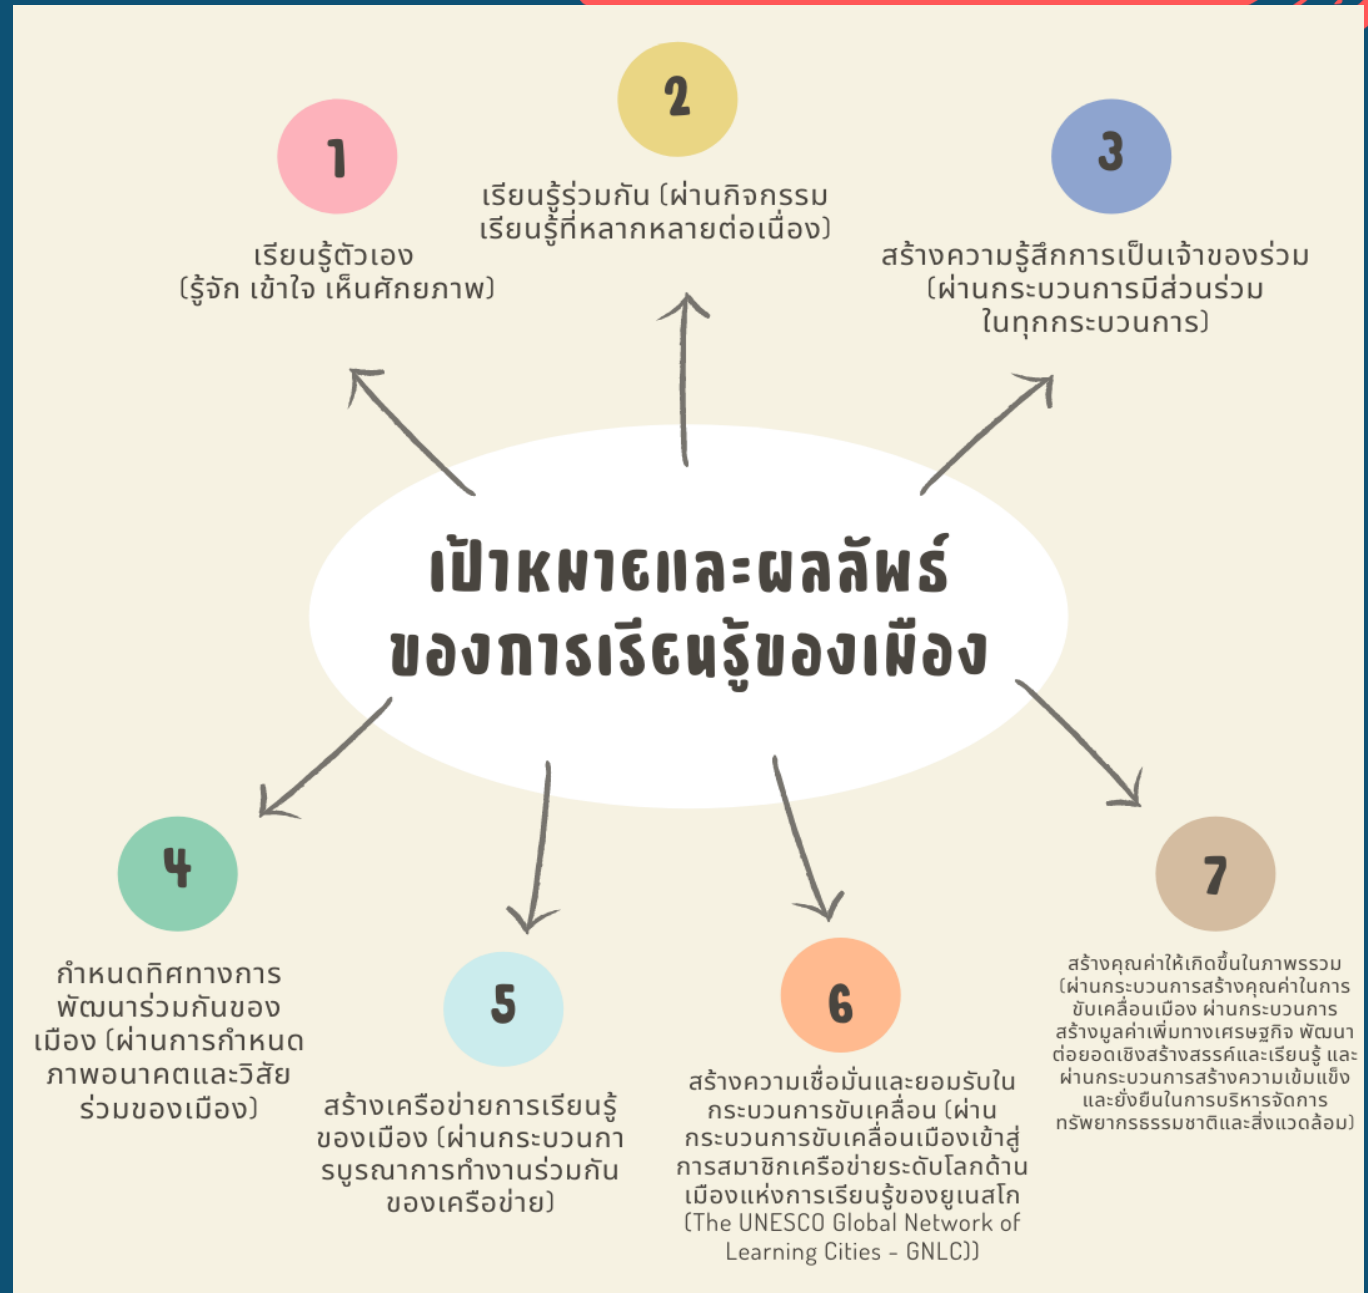 1
เรียนรู้ตัวเอง
(รู้จัก เข้าใจ เห็นศักยภาพ)
2
เรียนรู้ร่วมกัน (ผ่านกิจกรรม
เรียนรู้ที่หลากหลายต่อเนื่อง)
3
สร้างความรู้สึกการเป็นเจ้าของร่วม
(ผ่านกระบวนการมีส่วนร่วม
ในทุกกระบวนการ)
เป้าหมายและผลลัพธ์
ของการเรียนรู้ของเมือง
4
กำหนดทิศทางการ
พัฒนาร่วมกันของ
เมือง (ผ่านการกำหนด
ภาพอนาคตและวิสัย
ร่วมของเมือง)
5
สร้างเครือข่ายการเรียนรู้
ของเมือง (ผ่านกระบวนกา
รบูรณาการทำงานร่วมกัน
ของเครือข่าย)
6
สร้างความเชื่อมั่นและยอมรับใน
กระบวนการขับเคลื่อน (ผ่าน
กระบวนการขับเคลื่อนเมืองเข้าสู่
การสมาชิกเครือข่ายระดับโลกด้าน
เมืองแห่งการเรียนรู้ของยูเนสโก
(The UNESCO Global Network of
Learning Cities - GNLC))
7
สร้างคุณค่าให้เกิดขึ้นในภาพรรวม
(ผ่านกระบวนการสร้างคุณค่าในการ
ขับเคลื่อนเมือง ผ่านกระบวนการ
สร้างมูลค่าเพิ่มทางเศรษฐกิจ พัฒนา
ต่อยอดเชิงสร้างสรรค์และเรียนรู้ และ
ผ่านกระบวนการสร้างความเข้มแข็ง
และยั่งยืนในการบริหารจัดการ
ทรัพยากรธรรมชาติและสิ่งแวดล้อม)